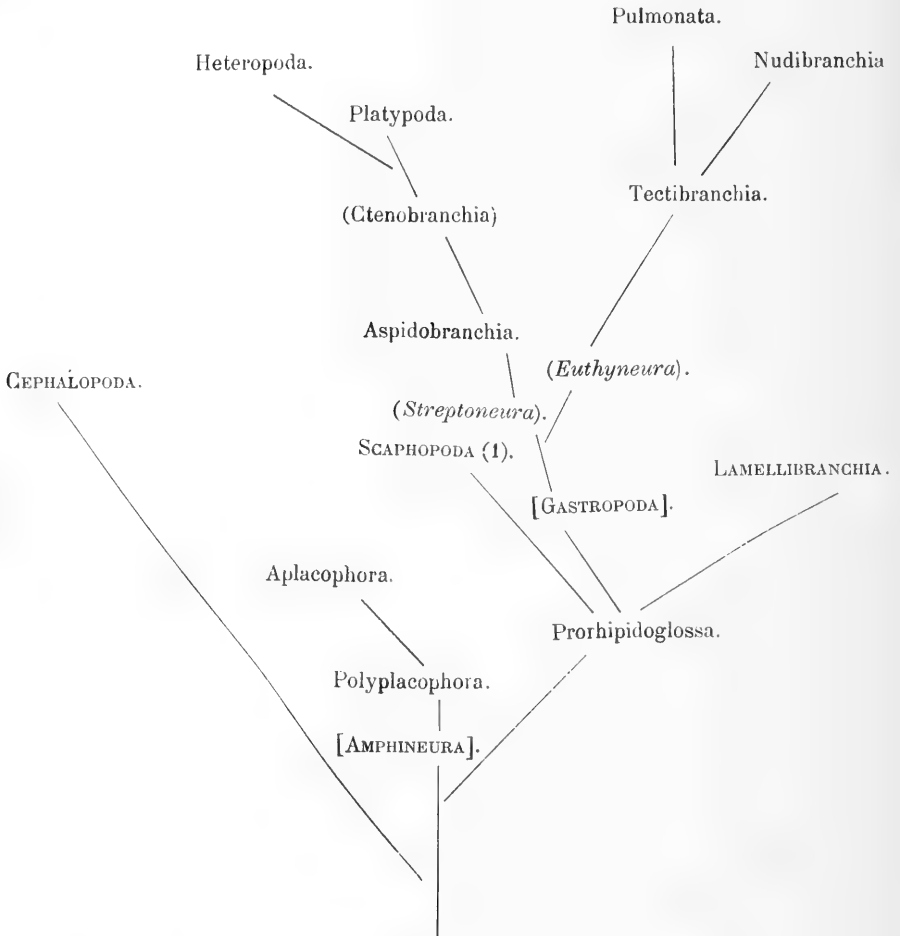 Pulmonata.
Heteropoda.
Nudibranchia
Platypoda.
Tectibranchia.
(Ctenobranchia)
Aspidobranchia.
(Euthyneura).
CEPHALOPODA.
(Streptoneura).
SCAPHOPODA (1).
LAMELLIBRANCHIA.
[GASTROPODA].
Aplacophora.
Prorhipidoglossa.
Polyplacophora.
[AMPHINEURA].